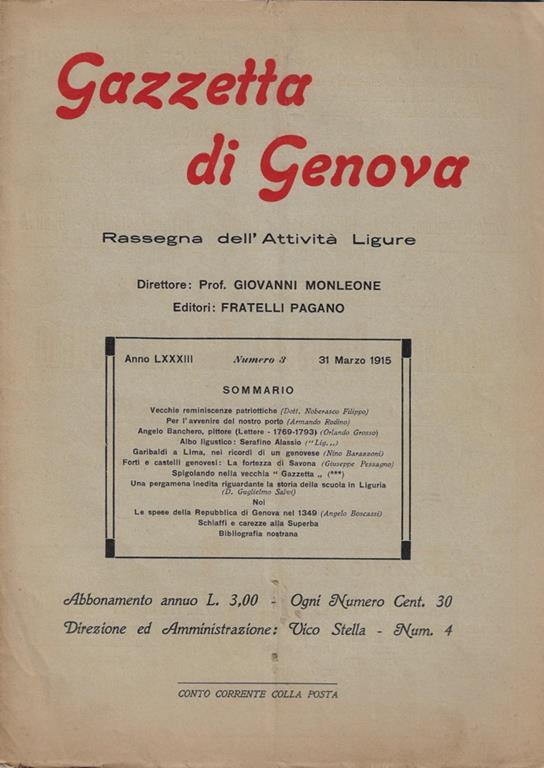 Gazzetta
di Genova
Rassegna dell'Attività Ligure
Direttore: Prof. GIOVANNI MONLEONE
Editori: FRATELLI PAGANO
Anno LXXXIII Numero 3 31 Marzo 1915
SOMMARIO
Vecchie reminiscenze patriottiche (Dott. Noberasco Filippo)
Per l'avvenire del nostro porto (Armando Rodino)
Angelo Banchero, pittore (Lettere - 1769-1793) (Orlando Grosso)
Albo ligustico: Serafino Alassio ("Lig.„)
Garibaldi a Lima, nei ricordi di un genovese (Nino Barazzoni)
Forti e castelli genovesi: La fortezza di Savona (Giuseppe Pessagno)
Spigolando nella vecchia "Gazzetta„ (***)
Una pergamena inedita riguardante la storia della scuola in Liguria
(D. Guglielmo Salvi)
Noi
Le spese della Repubblica di Genova nel 1349 (Angelo Boscassi)
Schiaffi e carezze alla Superba
Bibliografia nostrana
Abbonamento annuo L. 3,00 - Ogni Numero Cent. 30
Direzione ed Amministrazione: Vico Stella - Num. 4
CONTO CORRENTE COLLA POSTA